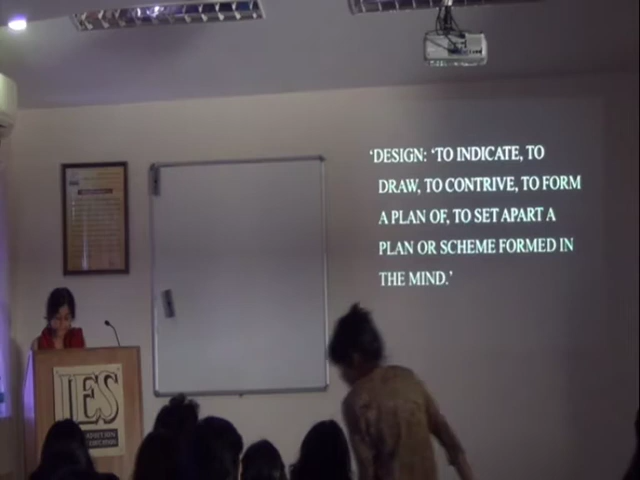 'DESIGN: 'TO INDICATE, TO
DRAW, TO CONTRIVE, TO FORM
A PLAN OF, TO SET APART A
PLAN OR SCHEME FORMED IN
THE MIND.'
IES